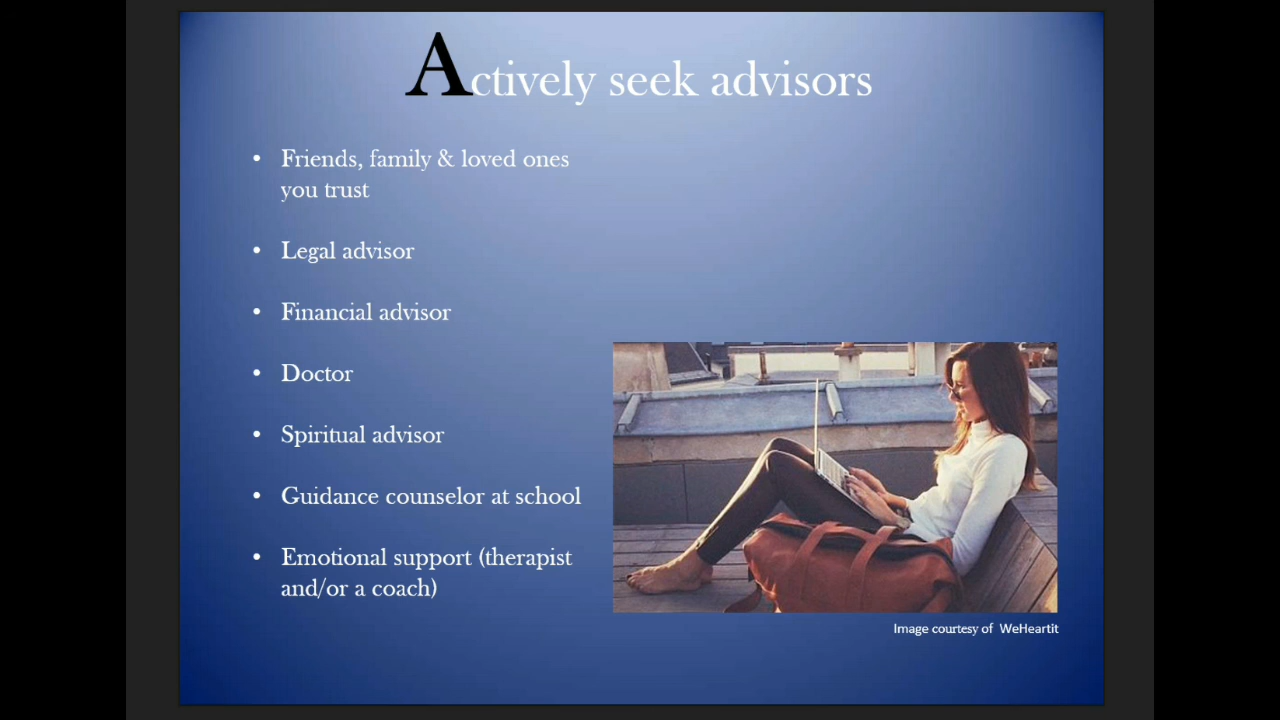 Actively seek advisors
• Friends, family & loved ones
you trust
• Legal advisor
• Financial advisor
• Doctor
• Spiritual advisor
• Guidance counselor at school
• Emotional support (therapist
and/or a coach)
Image courtesy of WeHeartit